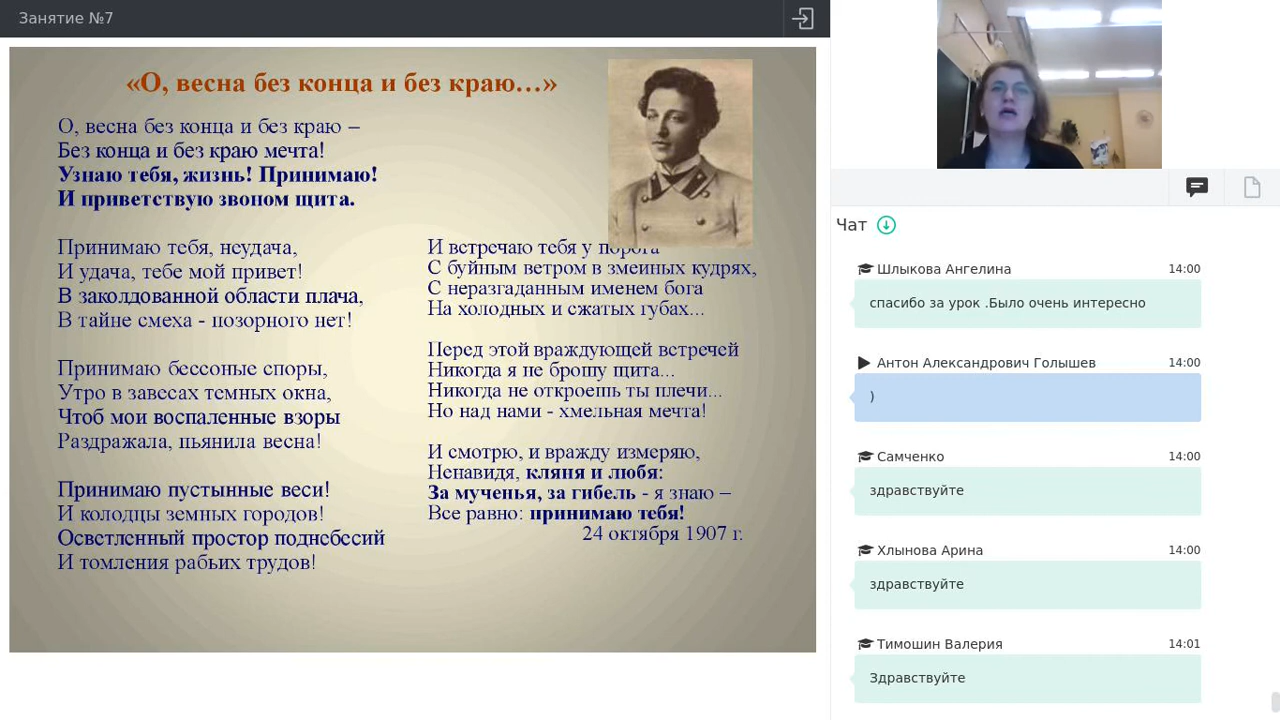 Занятие №7
«О, весна без конца и без краю…»
О, весна без конца и без краю –
Без конца и без краю мечта!
Узнаю тебя, жизнь! Принимаю!
И приветствую звоном щита.
Принимаю тебя, неудача,
И удача, тебе мой привет!
В заколдованной области плача,
В тайне смеха - позорного нет!
Принимаю бессоные споры,
Утро в завесах темных окна,
Чтоб мои воспаленные взоры
Раздражала, пьянила весна!
Принимаю пустынные веси!
И колодцы земных городов!
Осветленный простор поднебесий
И томления рабьих трудов!
И встречаю тебя у порога
С буйным ветром в змеиных кудрях,
С неразгаданным именем бога
На холодных и сжатых губах...
Перед этой враждующей встречей
Никогда я не брошу щита...
Никогда не откроешь ты плечи...
Но над нами - хмельная мечта!
И смотрю, и вражду измеряю,
Ненавидя, кляня и любя:
За мученья, за гибель - я знаю –
Все равно: принимаю тебя!
24 октября 1907 г.
Чат
Шлыкова Ангелина 14:00
спасибо за урок .Было очень интересно
Антон Александрович Голышев 14:00
)
Самченко 14:00
здравствуйте
Хлынова Арина 14:00
здравствуйте
Тимошин Валерия 14:01
Здравствуйте